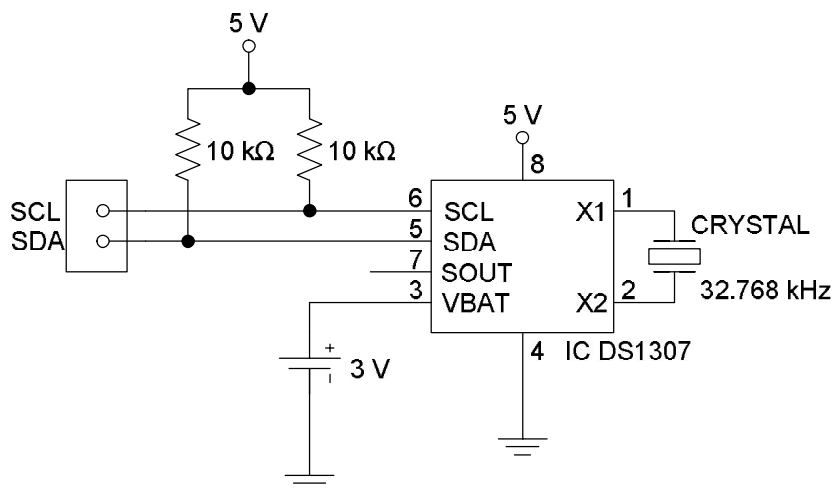 5 V
10 kΩ
10 kΩ
5 V
8
SCL
SDA
6
SCL
5
SDA
7
SOUT
3
VBAT
X1
1
X2
2
CRYSTAL
32.768 kHz
+
3 V
4
IC DS1307